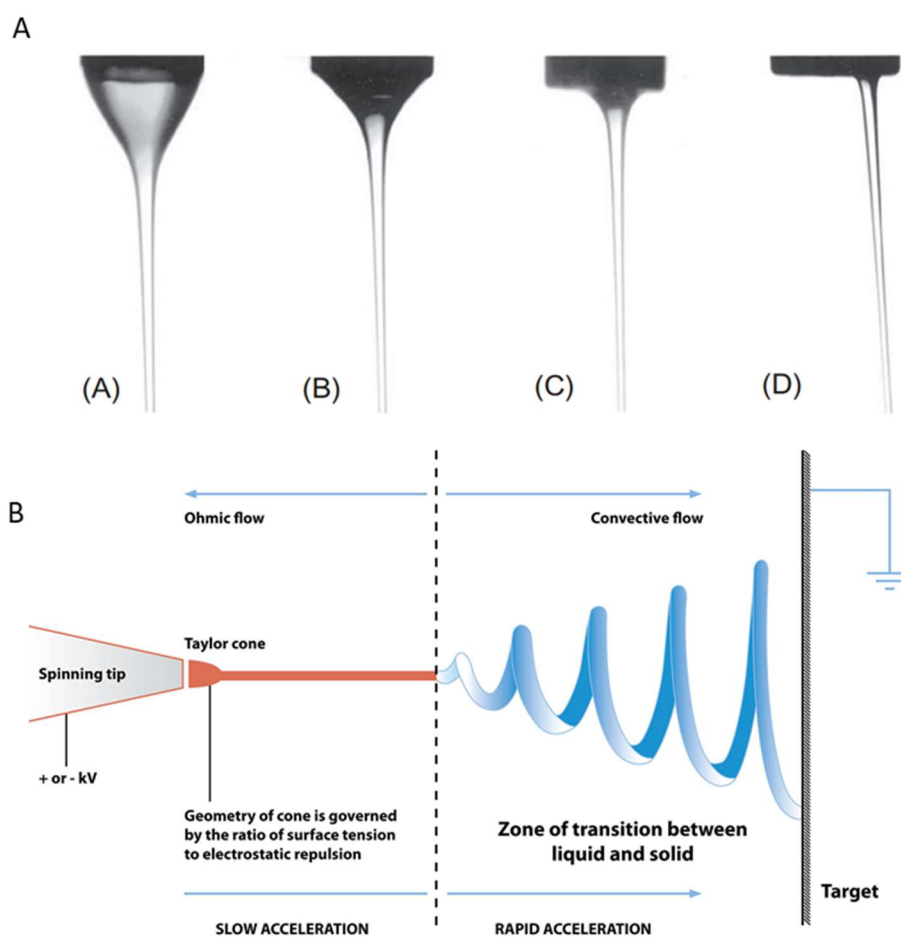 A
(A)
(B)
(C)
(D)
B
Ohmic flow
Convective flow
Taylor cone
Spinning tip
+ or - kV
Geometry of cone is governed
by the ratio of surface tension
to electrostatic repulsion
Zone of transition between
liquid and solid
Target
SLOW ACCELERATION
RAPID ACCELERATION